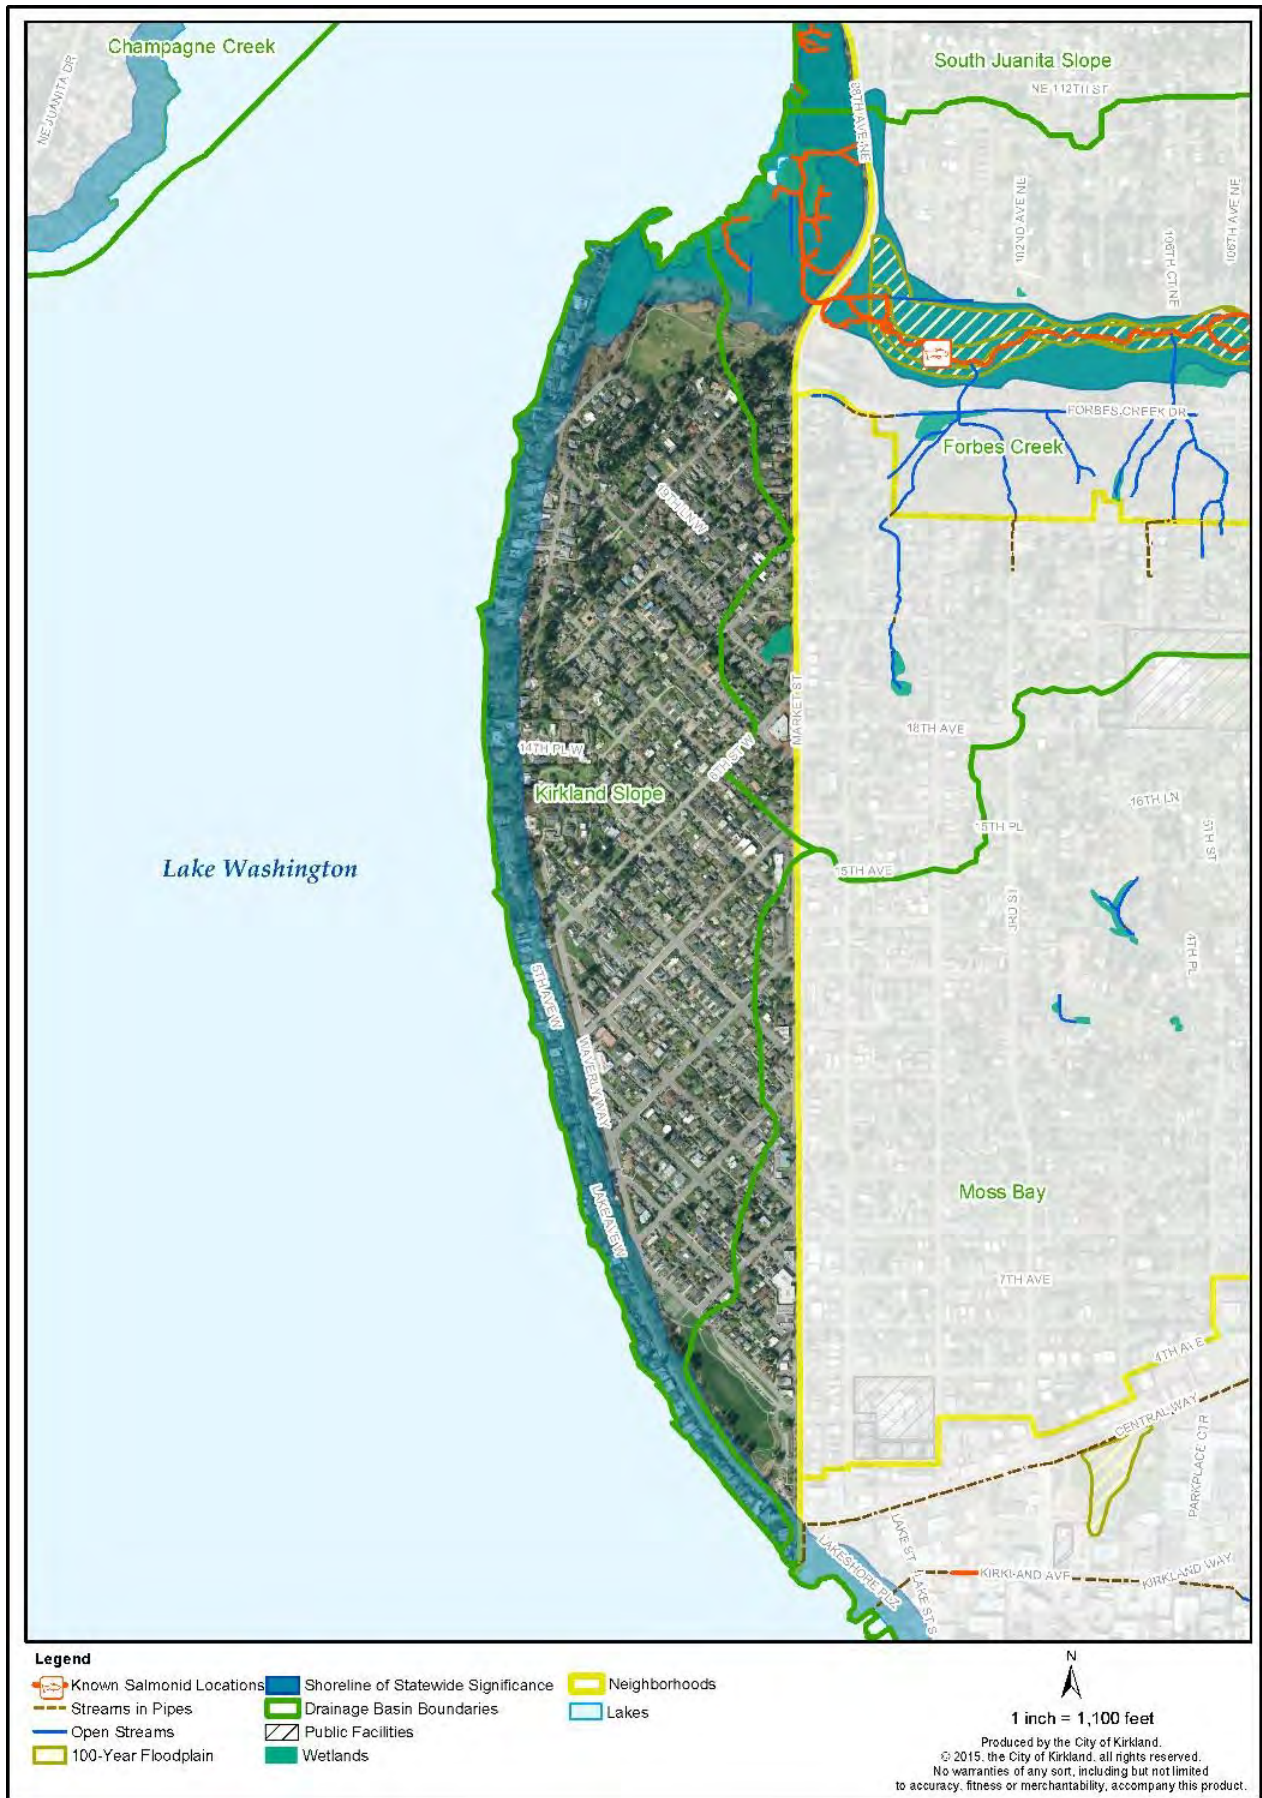 Champagne Creek
South Juanita Slope
NE 112TH ST
NE JUANITA DR
98TH AVE NE
102ND AVE NE
106TH CT NE
106TH AVE NE
FORBES CREEK DR
Forbes Creek
19TH LN W
MARKET ST
18TH AVE
14TH PL W
6TH ST W
Kirkland Slope
16TH LN
15TH PL
5TH ST
Lake Washington
15TH AVE
3RD ST
4TH PL
5TH AVE W
WAVERLY WAY
LAKE AVE W
Moss Bay
7TH AVE
4TH AVE
CENTRAL WAY
PARKPLACE CTR
LAKE ST
LAKESHORE PLZ
LAKE ST S
KIRKLAND AVE
KIRKLAND WAY
Legend
Known Salmonid Locations
Streams in Pipes
Open Streams
100-Year Floodplain
Shoreline of Statewide Significance
Drainage Basin Boundaries
Public Facilities
Wetlands
Neighborhoods
Lakes
N
1 inch = 1,100 feet
Produced by the City of Kirkland.
© 2015, the City of Kirkland, all rights reserved.
No warranties of any sort, including but not limited
to accuracy, fitness or merchantability, accompany this product.